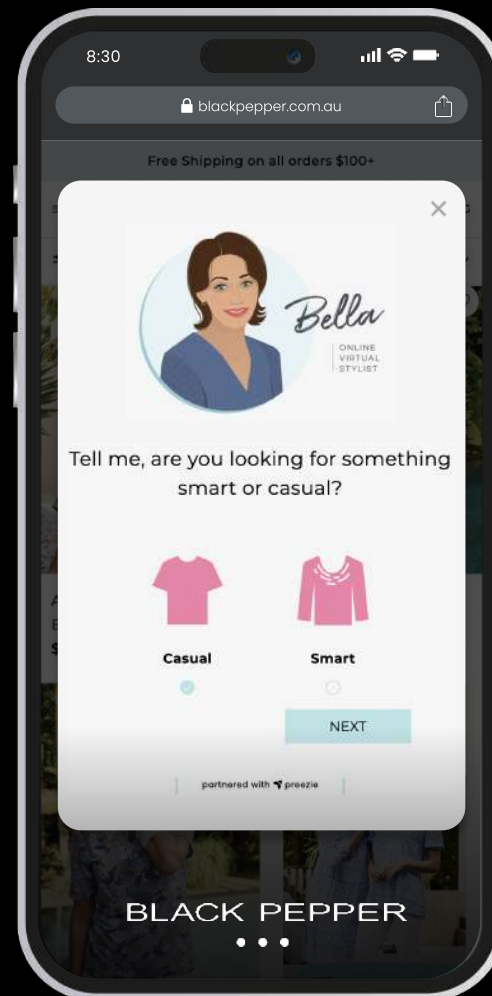 8:30
blackpepper.com.au
Free Shipping on all orders $100+
Bella
ONLINE
VIRTUAL
STYLIST
Tell me, are you looking for something
smart or casual?
Casual
Smart
NEXT
partnered with preezie
BLACK PEPPER